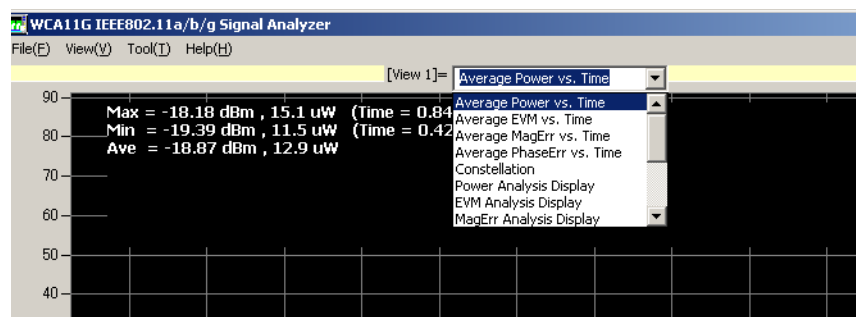 WCA11G IEEE802.11a/b/g Signal Analyzer
File(F) View(V) Tool(T) Help(H)
[View 1]= Average Power vs. Time
Average Power vs. Time
Average EVM vs. Time
Average MagErr vs. Time
Average PhaseErr vs. Time
Constellation
Power Analysis Display
EVM Analysis Display
MagErr Analysis Display
Max = -18.18 dBm , 15.1 uW (Time = 0.84
Min = -19.39 dBm , 11.5 uW (Time = 0.42
Ave = -18.87 dBm , 12.9 uW
90
80
70
60
50
40